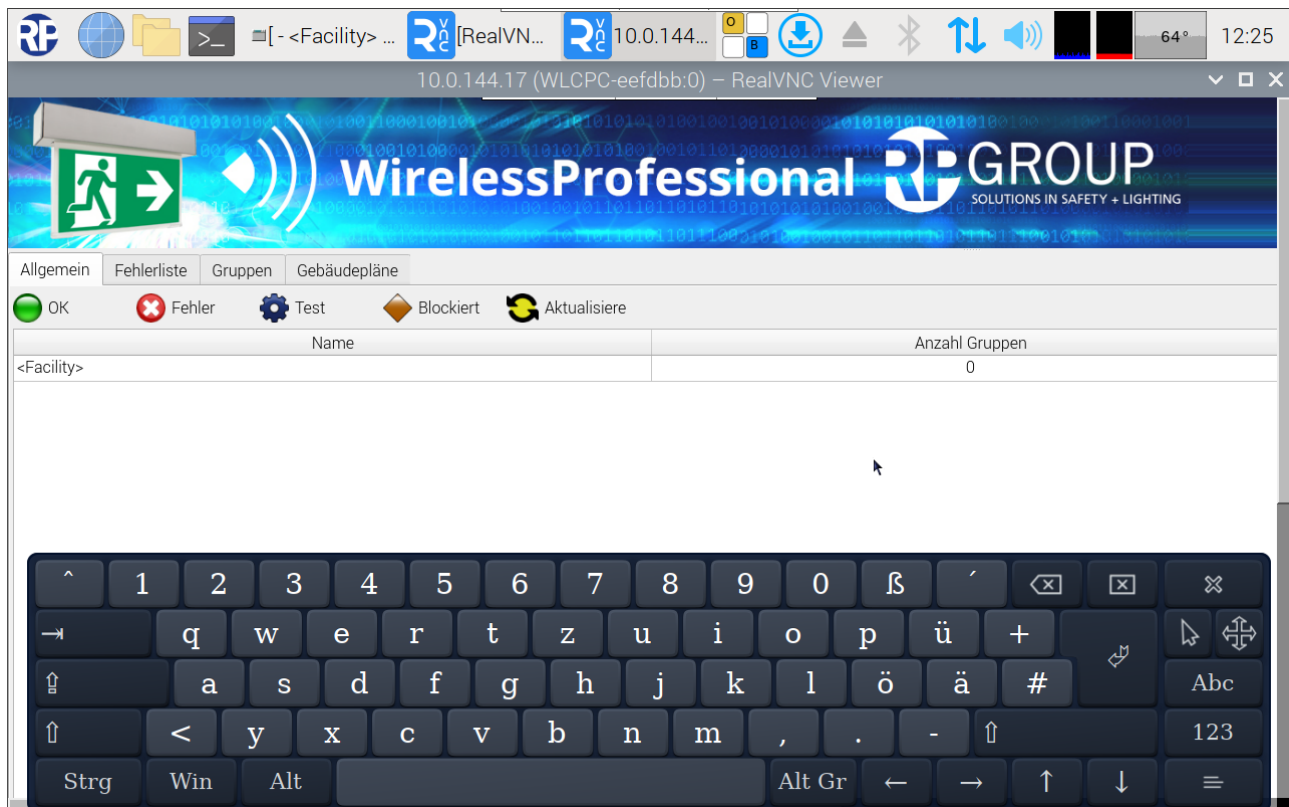 [ - <Facility> ... [RealVN... 10.0.144... O B 64° 12:25
10.0.144.17 (WLCPC-eefdbb:0) – RealVNC Viewer
WirelessProfessional RP GROUP
SOLUTIONS IN SAFETY + LIGHTING
Allgemein Fehlerliste Gruppen Gebäudepläne
OK Fehler Test Blockiert Aktualisiere
Name Anzahl Gruppen
<Facility> 0
^ 1 2 3 4 5 6 7 8 9 0 ß ´
q w e r t z u i o p ü +
a s d f g h j k l ö ä # Abc
< y x c v b n m , . - 123
Strg Win Alt Alt Gr ← → ↑ ↓